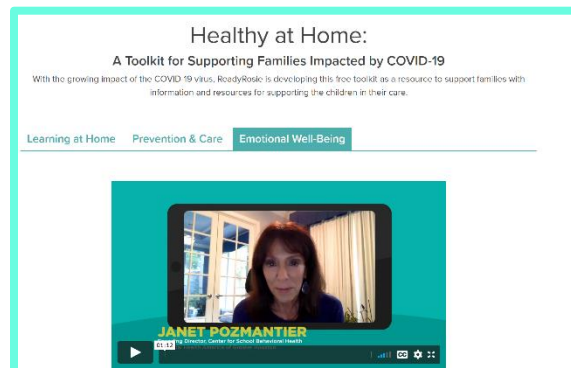 Healthy at Home:
A Toolkit for Supporting Families Impacted by COVID-19
With the growing impact of the COVID 19 virus, ReadyRosie is developing this free toolkit as a resource to support families with
information and resources for supporting the children in their care.
Learning at Home Prevention & Care Emotional Well-Being
JANET POZMANTIER
Director, Center for School Behavioral Health
01:12
CC